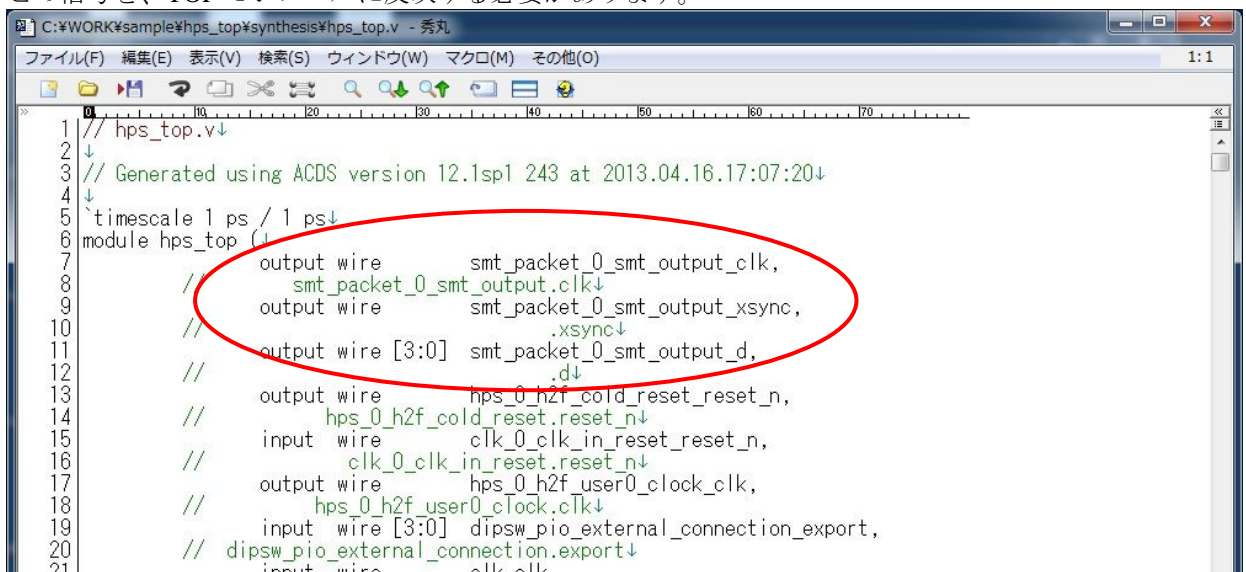 この信号を、TOP モジュールに反映する必要があります。
C:¥WORK¥sample¥hps_top¥synthesis¥hps_top.v - 秀丸
ファイル(F) 編集(E) 表示(V) 検索(S) ウィンドウ(W) マクロ(M) その他(O) 1:1
0 10 20 30 40 50 60 70
1 // hps_top.v↓
2 ↓
3 // Generated using ACDS version 12.1sp1 243 at 2013.04.16.17:07:20↓
4 ↓
5 `timescale 1 ps / 1 ps↓
6 module hps_top (↓
7 output wire smt_packet_0_smt_output_clk,
8 // smt_packet_0_smt_output.clk↓
9 output wire smt_packet_0_smt_output_xsync,
10 // .xsync↓
11 output wire [3:0] smt_packet_0_smt_output_d,
12 // .d↓
13 output wire hps_0_h2f_cold_reset_reset_n,
14 // hps_0_h2f_cold_reset.reset_n↓
15 input wire clk_0_clk_in_reset_reset_n,
16 // clk_0_clk_in_reset.reset_n↓
17 output wire hps_0_h2f_user0_clock_clk,
18 // hps_0_h2f_user0_clock.clk↓
19 input wire [3:0] dipsw_pio_external_connection_export,
20 // dipsw_pio_external_connection.export↓
21 input wire clk_clk